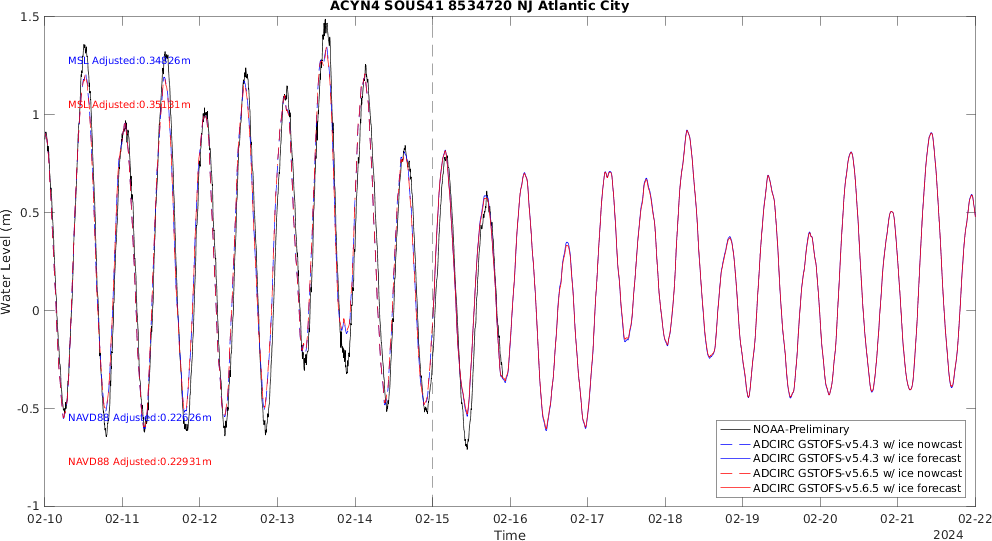 ACYN4 SOUS41 8534720 NJ Atlantic City
1.5
MSL Adjusted:0.34826m
MSL Adjusted:0.35131m
1
0.5
Water Level (m)
0
-0.5
NAVD88 Adjusted:0.22626m
NAVD88 Adjusted:0.22931m
-1
NOAA-Preliminary
ADCIRC GSTOFS-v5.4.3 w/ ice nowcast
ADCIRC GSTOFS-v5.4.3 w/ ice forecast
ADCIRC GSTOFS-v5.6.5 w/ ice nowcast
ADCIRC GSTOFS-v5.6.5 w/ ice forecast
02-10 02-11 02-12 02-13 02-14 02-15 02-16 02-17 02-18 02-19 02-20 02-21 02-22
Time
2024